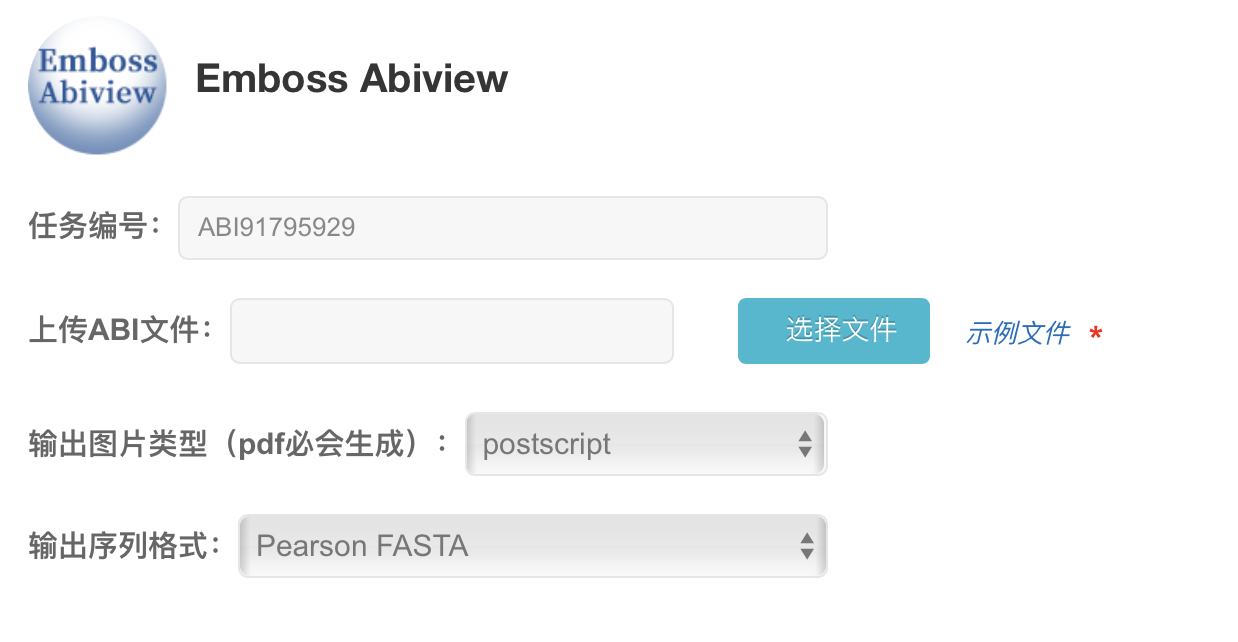 Emboss
Abiview
Emboss Abiview
任务编号： ABI91795929
上传ABI文件： 选择文件 示例文件 *
输出图片类型（pdf必会生成）： postscript
输出序列格式： Pearson FASTA